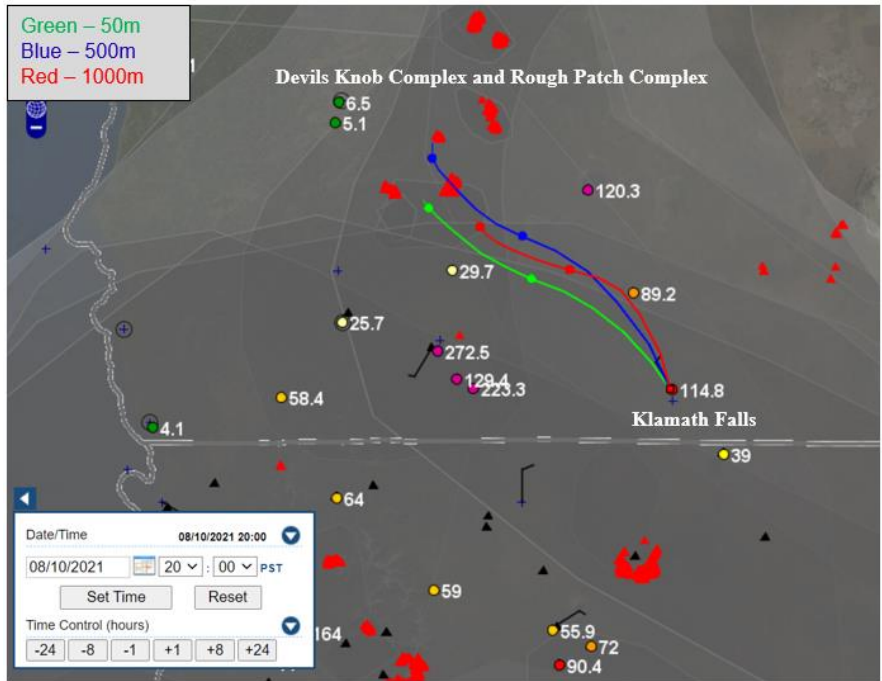 Green – 50m
Blue – 500m
Red – 1000m
1
Devils Knob Complex and Rough Patch Complex
6.5
5.1
120.3
29.7
89.2
25.7
272.5
129.4
223.3
114.8
58.4
Klamath Falls
4.1
39
64
Date/Time
08/10/2021 20:00
08/10/2021
20 : 00 PST
Set Time
Reset
Time Control (hours)
-24 -8 -1 +1 +8 +24
59
164
55.9
72
90.4